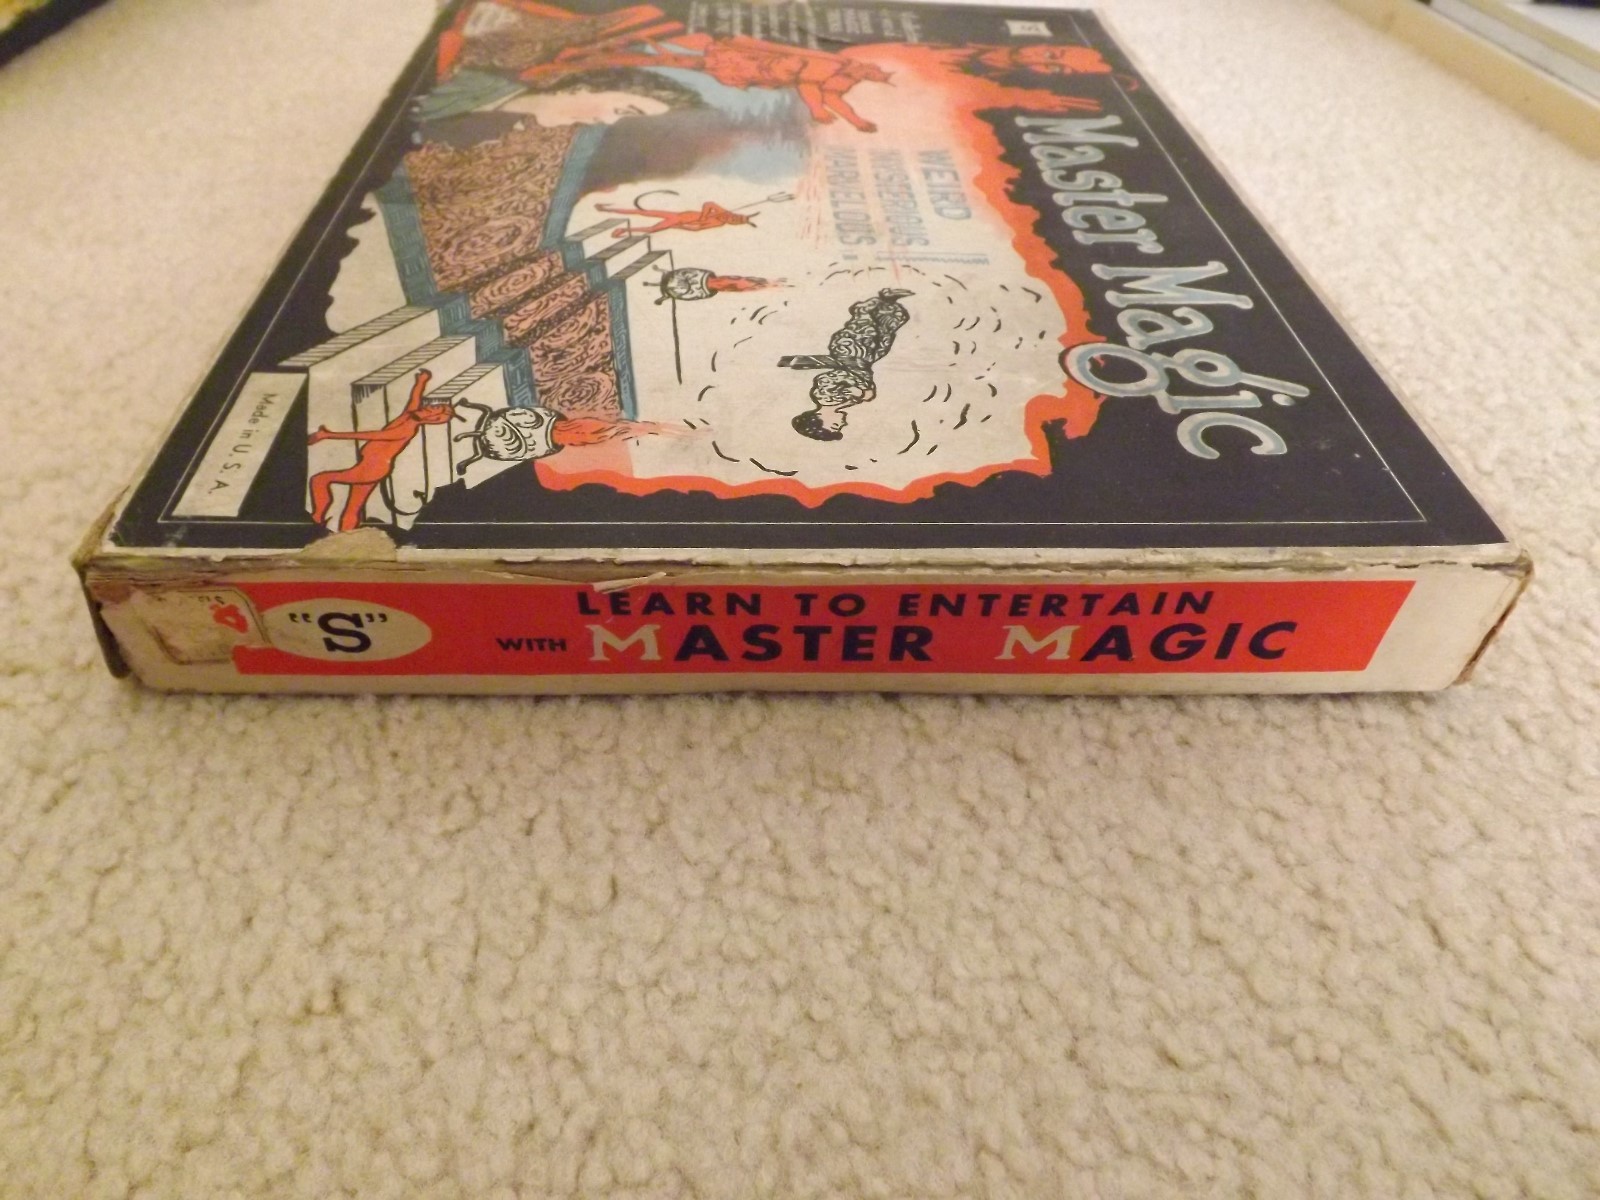 Master Magic
WEIRD
MYSTERIOUS
MARVELOUS
Made in U.S.A.
"S"
LEARN TO ENTERTAIN
WITH MASTER MAGIC